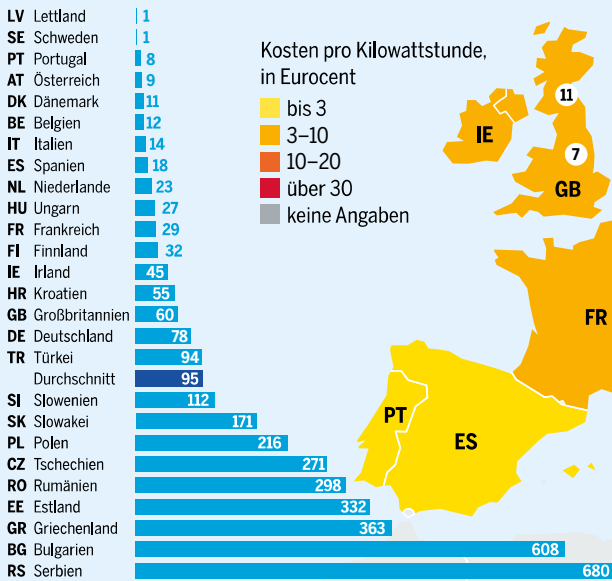 LV Lettland 1
SE Schweden 1
PT Portugal 8
AT Österreich 9
DK Dänemark 11
BE Belgien 12
IT Italien 14
ES Spanien 18
NL Niederlande 23
HU Ungarn 27
FR Frankreich 29
FI Finnland 32
IE Irland 45
HR Kroatien 55
GB Großbritannien 60
DE Deutschland 78
TR Türkei 94
Durchschnitt 95
SI Slowenien 112
SK Slowakei 171
PL Polen 216
CZ Tschechien 271
RO Rumänien 298
EE Estland 332
GR Griechenland 363
BG Bulgarien 608
RS Serbien 680
Kosten pro Kilowattstunde,
in Eurocent
bis 3
3–10
10–20
über 30
keine Angaben
11
IE
7
GB
FR
PT
ES